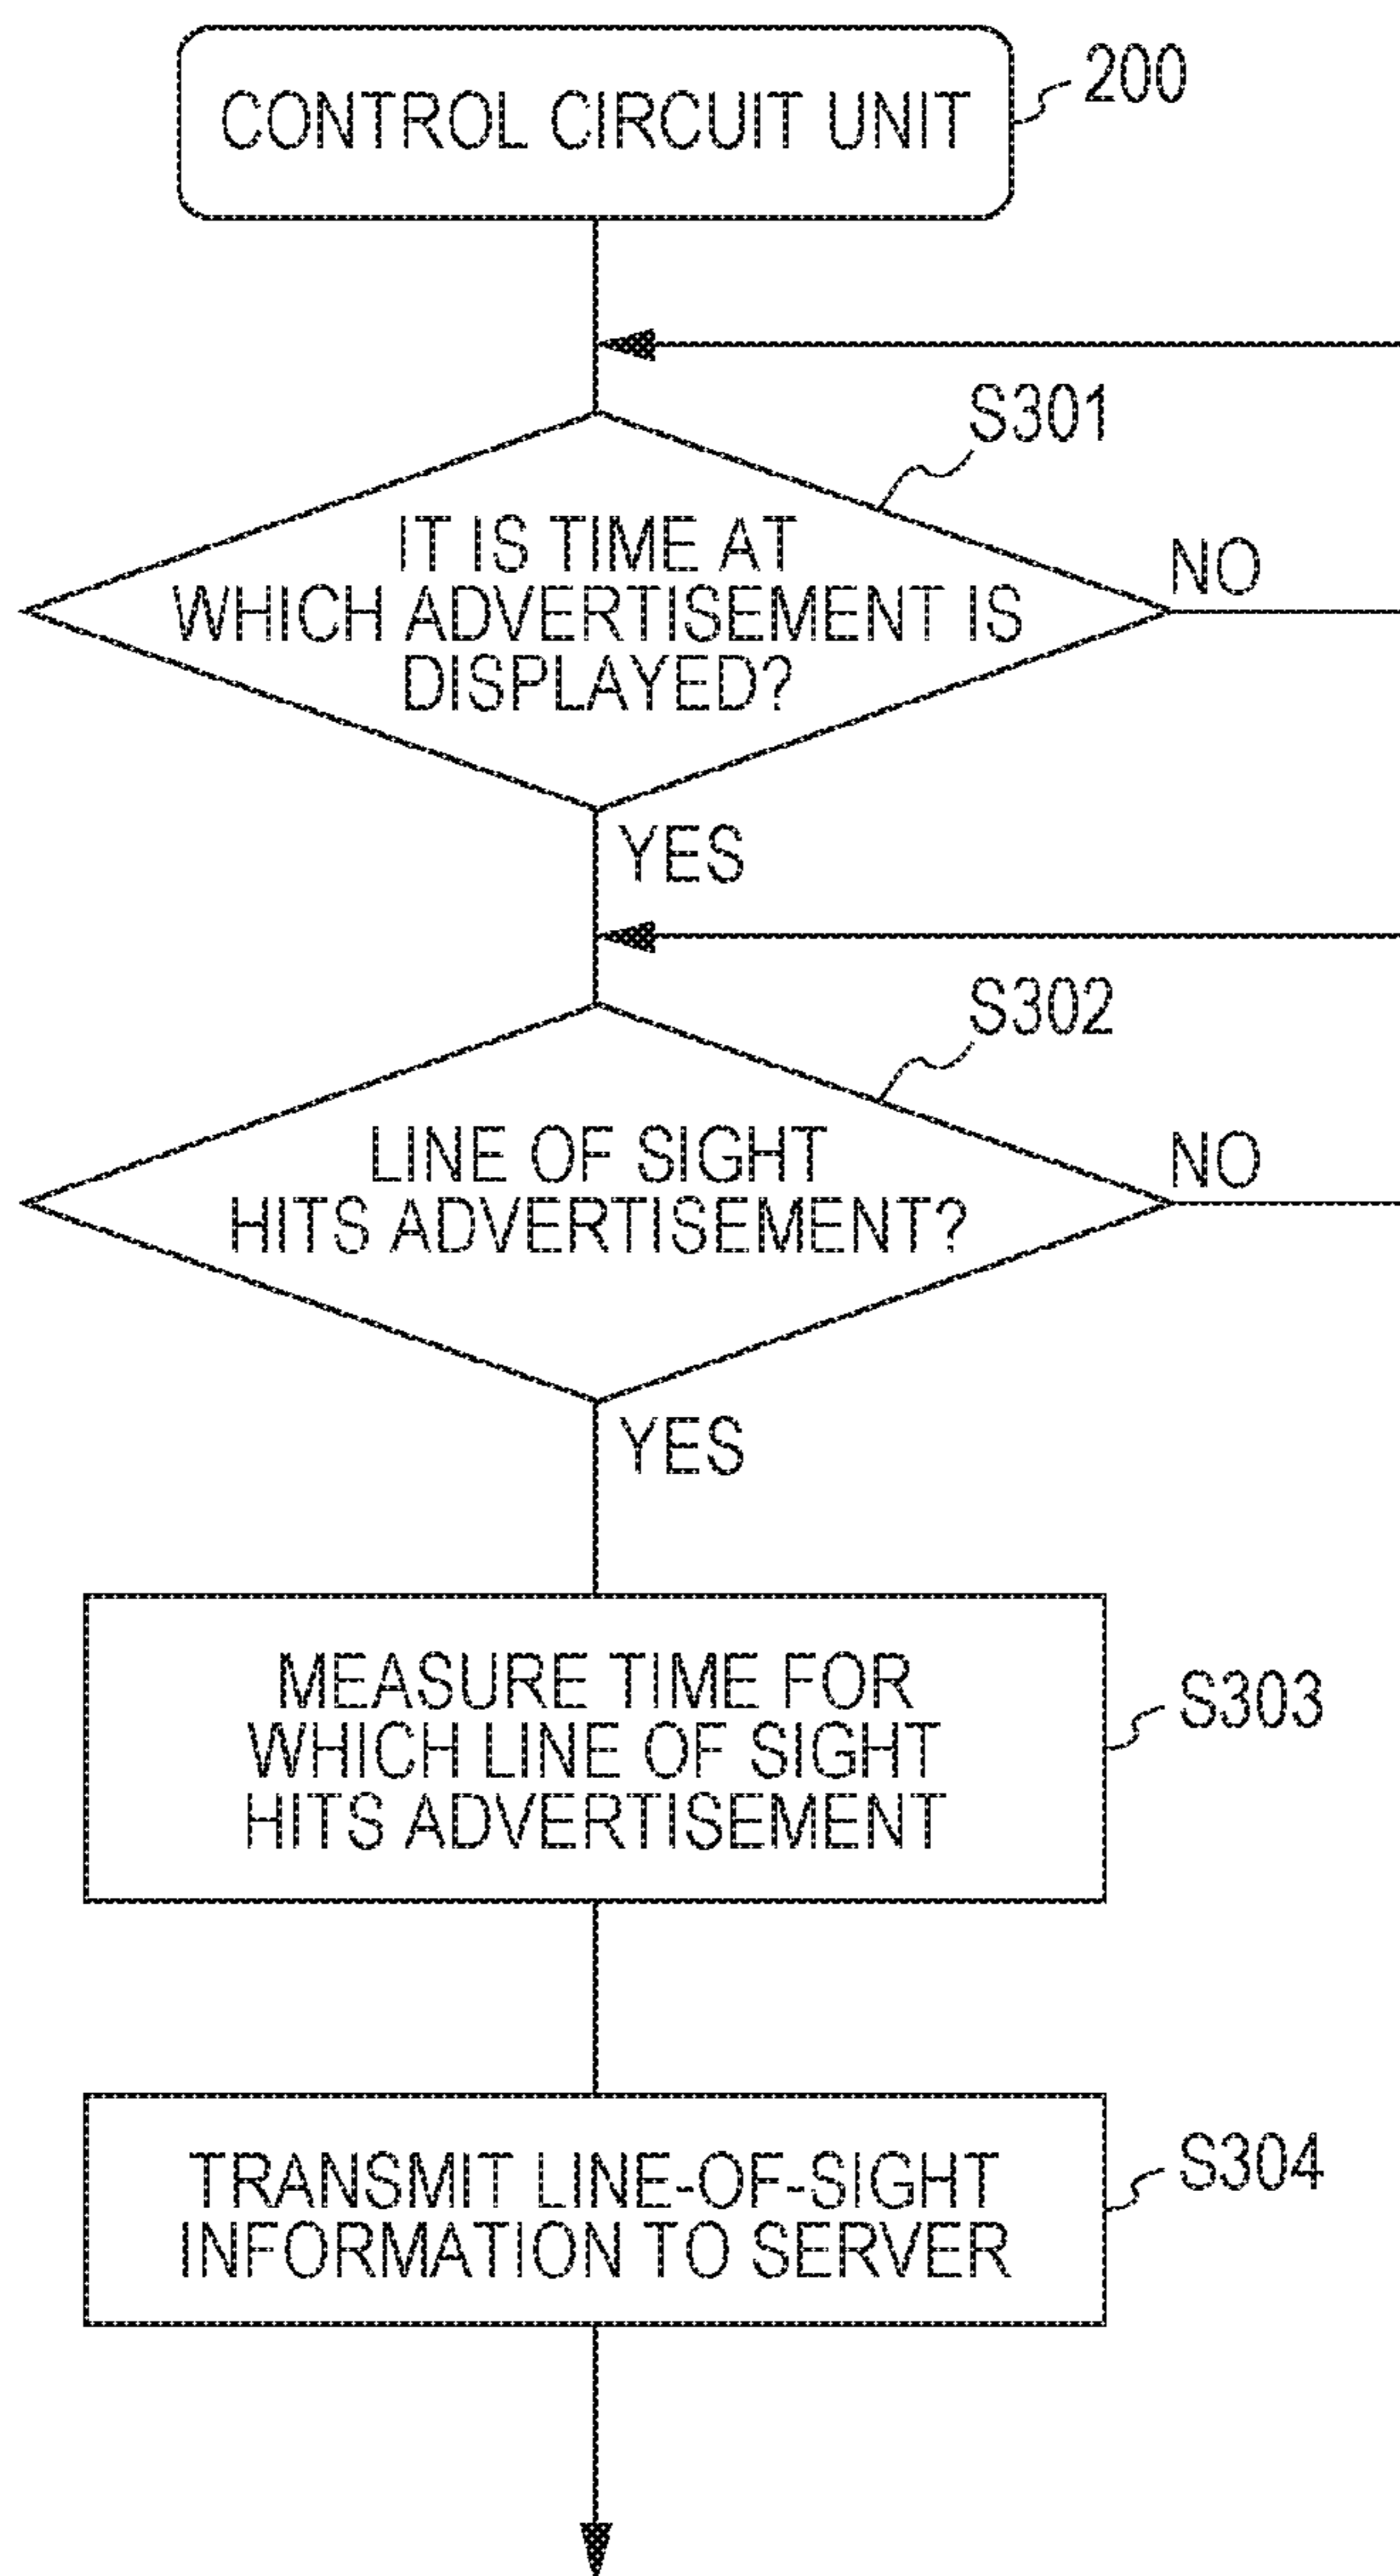 CONTROL CIRCUIT UNIT
200
S301
IT IS TIME AT
WHICH ADVERTISEMENT IS
DISPLAYED?
NO
YES
S302
LINE OF SIGHT
HITS ADVERTISEMENT?
NO
YES
MEASURE TIME FOR
WHICH LINE OF SIGHT
HITS ADVERTISEMENT
S303
TRANSMIT LINE-OF-SIGHT
INFORMATION TO SERVER
S304